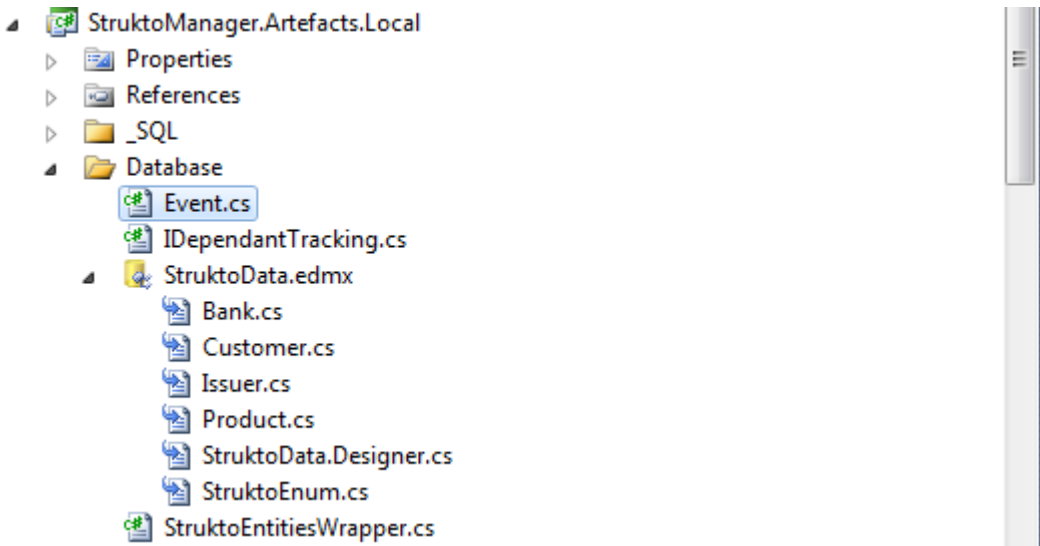 StruktoManager.Artefacts.Local
Properties
References
_SQL
Database
Event.cs
IDependantTracking.cs
StruktoData.edmx
Bank.cs
Customer.cs
Issuer.cs
Product.cs
StruktoData.Designer.cs
StruktoEnum.cs
StruktoEntitiesWrapper.cs